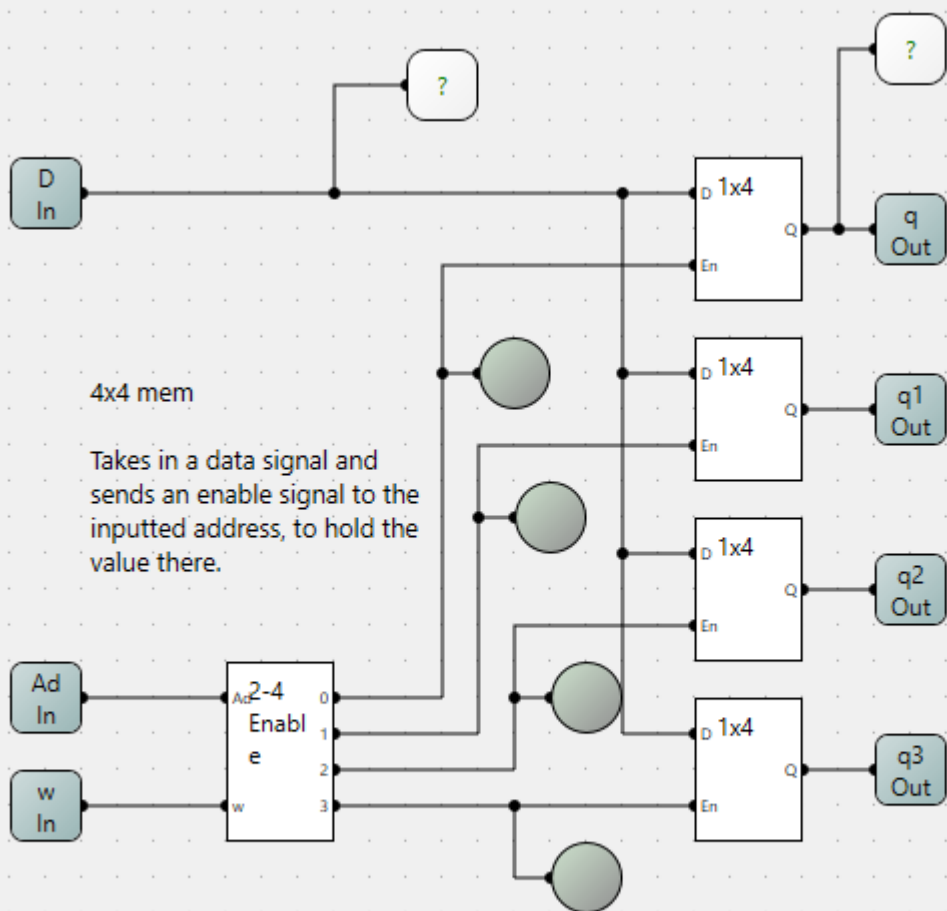 ?
?
D
In
D
1x4
Q
En
q
Out
D
1x4
Q
En
q1
Out
4x4 mem
Takes in a data signal and
sends an enable signal to the
inputted address, to hold the
value there.
D
1x4
Q
En
q2
Out
Ad
In
Ad
2-4
Enabl
e
0
1
2
3
w
w
In
D
1x4
Q
En
q3
Out